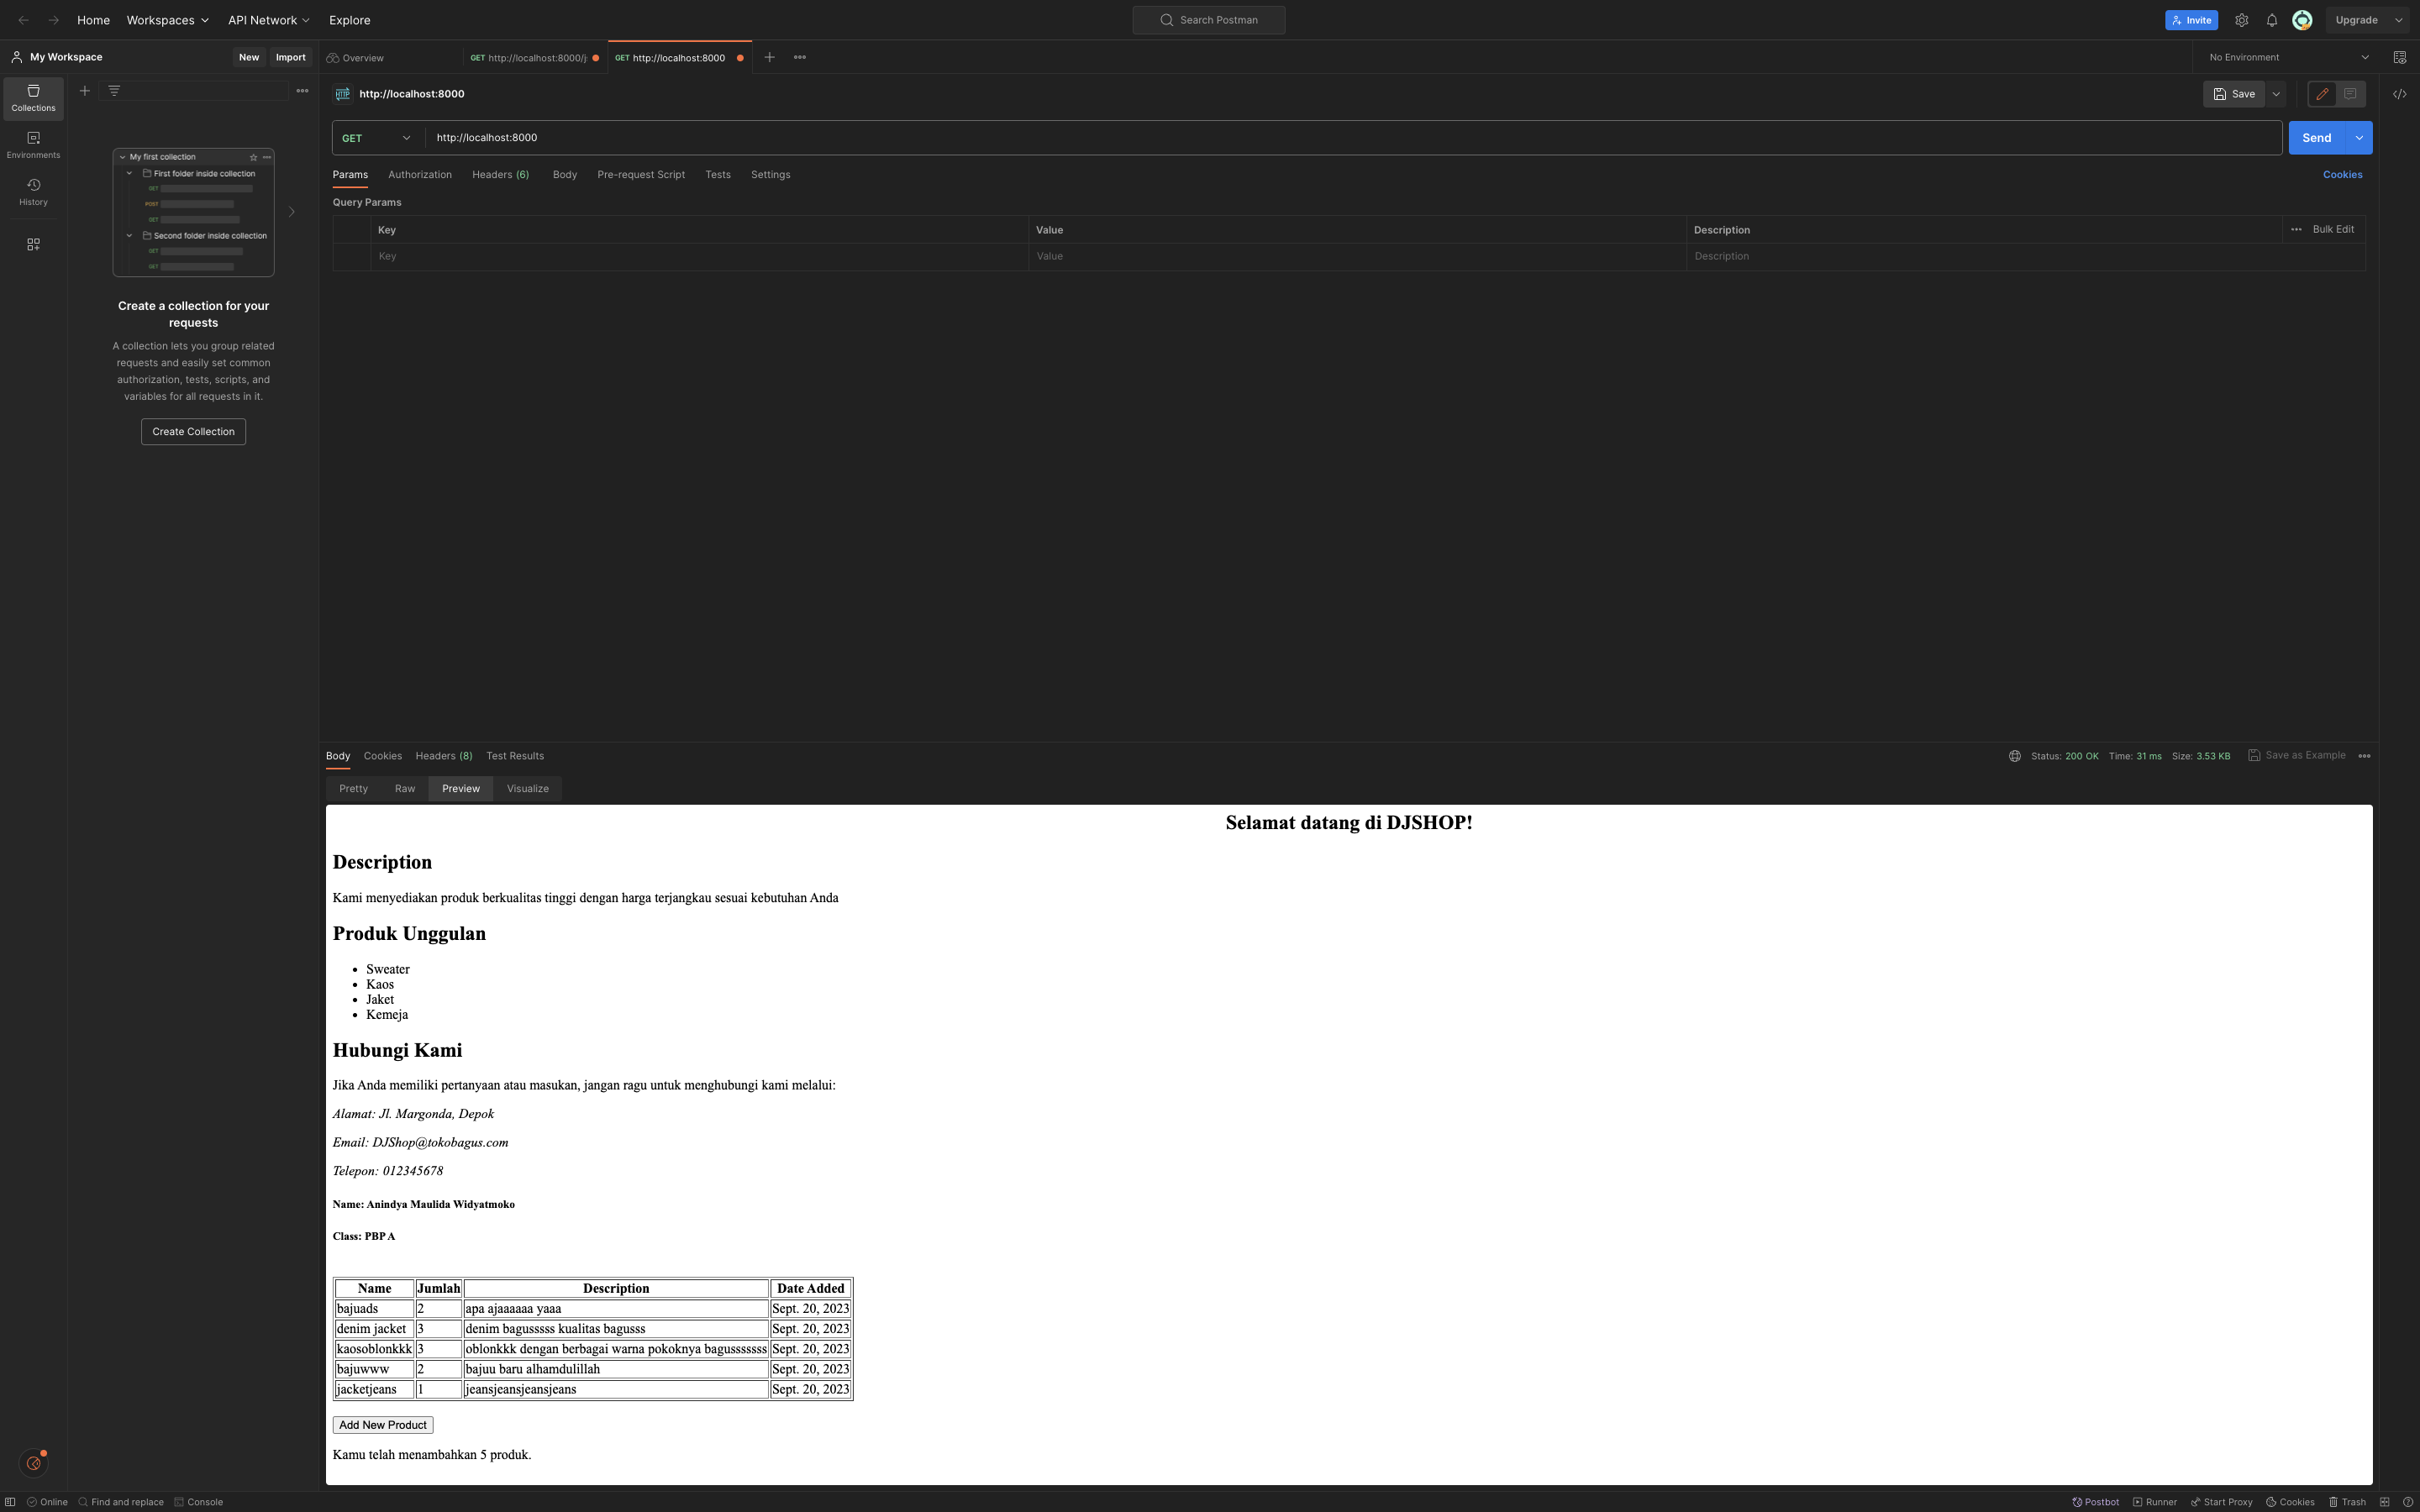 Home Workspaces API Network Explore
Search Postman
Invite
Upgrade
My Workspace
New Import
Overview
GET http://localhost:8000/j
GET http://localhost:8000
No Environment
Collections
Environments
History
My first collection
First folder inside collection
GET
POST
GET
Second folder inside collection
GET
GET
Create a collection for your
requests
A collection lets you group related
requests and easily set common
authorization, tests, scripts, and
variables for all requests in it.
Create Collection
HTTP http://localhost:8000
Save
GET http://localhost:8000
Send
Params Authorization Headers (6) Body Pre-request Script Tests Settings
Cookies
Query Params
Key Value Description Bulk Edit
Key Value Description
Body Cookies Headers (8) Test Results
Status: 200 OK Time: 31 ms Size: 3.53 KB Save as Example
Pretty Raw Preview Visualize
Selamat datang di DJSHOP!
Description
Kami menyediakan produk berkualitas tinggi dengan harga terjangkau sesuai kebutuhan Anda
Produk Unggulan
Sweater
Kaos
Jaket
Kemeja
Hubungi Kami
Jika Anda memiliki pertanyaan atau masukan, jangan ragu untuk menghubungi kami melalui:
Alamat: Jl. Margonda, Depok
Email: DJShop@tokobagus.com
Telepon: 012345678
Name: Anindya Maulida Widyatmoko
Class: PBP A
Name Jumlah Description Date Added
bajuads 2 apa ajaaaaaa yaaa Sept. 20, 2023
denim jacket 3 denim bagusssss kualitas bagusss Sept. 20, 2023
kaosoblonkkk 3 oblonkkk dengan berbagai warna pokoknya bagusssssss Sept. 20, 2023
bajuwww 2 bajuu baru alhamdulillah Sept. 20, 2023
jacketjeans 1 jeansjeansjeansjeans Sept. 20, 2023
Add New Product
Kamu telah menambahkan 5 produk.
Online Find and replace Console
Postbot Runner Start Proxy Cookies Trash